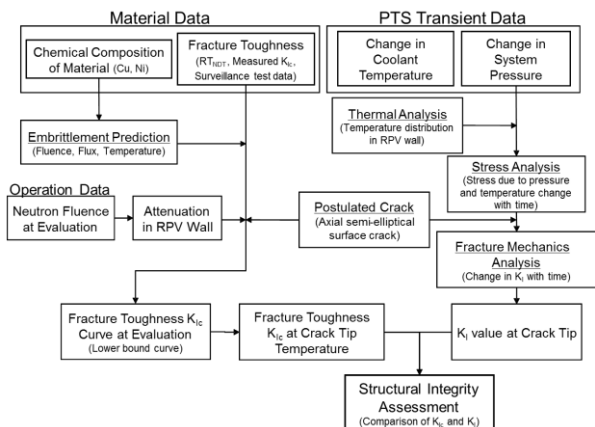 Material Data
PTS Transient Data
Chemical Composition
of Material (Cu, Ni)
Fracture Toughness
(RTNDT, Measured KIc,
Surveillance test data)
Change in
Coolant
Temperature
Change in
System
Pressure
Thermal Analysis
(Temperature distribution
in RPV wall)
Embrittlement Prediction
(Fluence, Flux, Temperature)
Stress Analysis
(Stress due to pressure
and temperature change
with time)
Operation Data
Neutron Fluence
at Evaluation
Attenuation
in RPV Wall
Postulated Crack
(Axial semi-elliptical
surface crack)
Fracture Mechanics
Analysis
(Change in KI with time)
Fracture Toughness KIc
Curve at Evaluation
(Lower bound curve)
Fracture Toughness
KIc at Crack Tip
Temperature
KI value at Crack Tip
Structural Integrity
Assessment
(Comparison of KIc and KI)